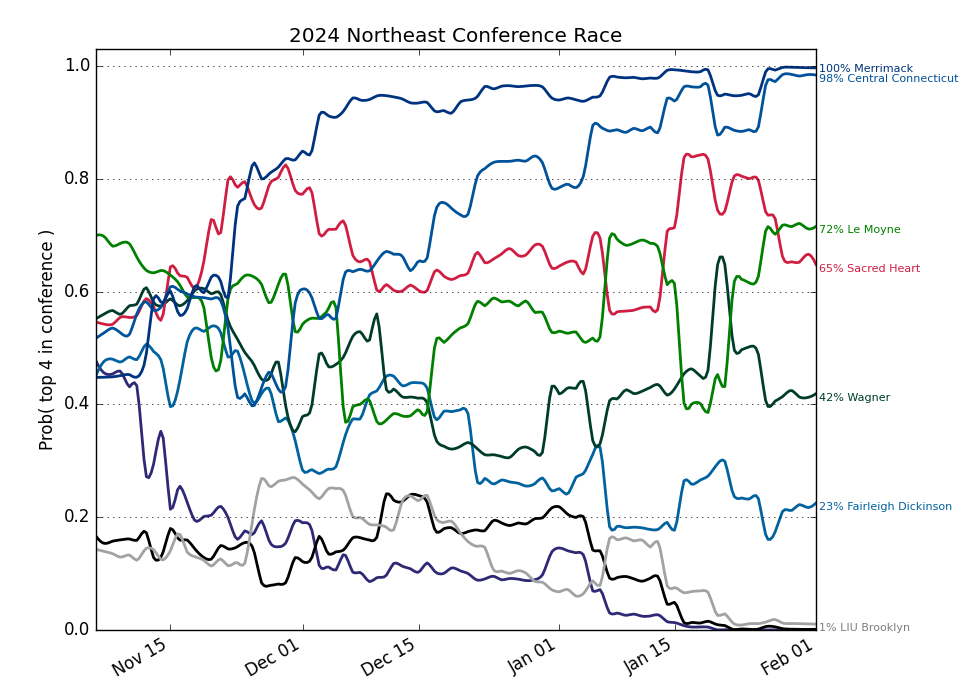 2024 Northeast Conference Race
Prob( top 4 in conference )
1.0
0.8
0.6
0.4
0.2
0.0
Nov 15
Dec 01
Dec 15
Jan 01
Jan 15
Feb 01
100% Merrimack
98% Central Connecticut
72% Le Moyne
65% Sacred Heart
42% Wagner
23% Fairleigh Dickinson
1% LIU Brooklyn